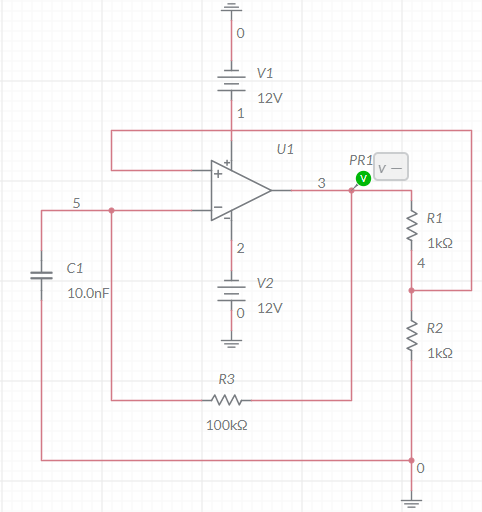 0
V1
12V
1
U1
+
+
−
−
3
PR1
V
V —
5
R1
1kΩ
4
2
C1
10.0nF
V2
12V
0
R2
1kΩ
R3
100kΩ
0